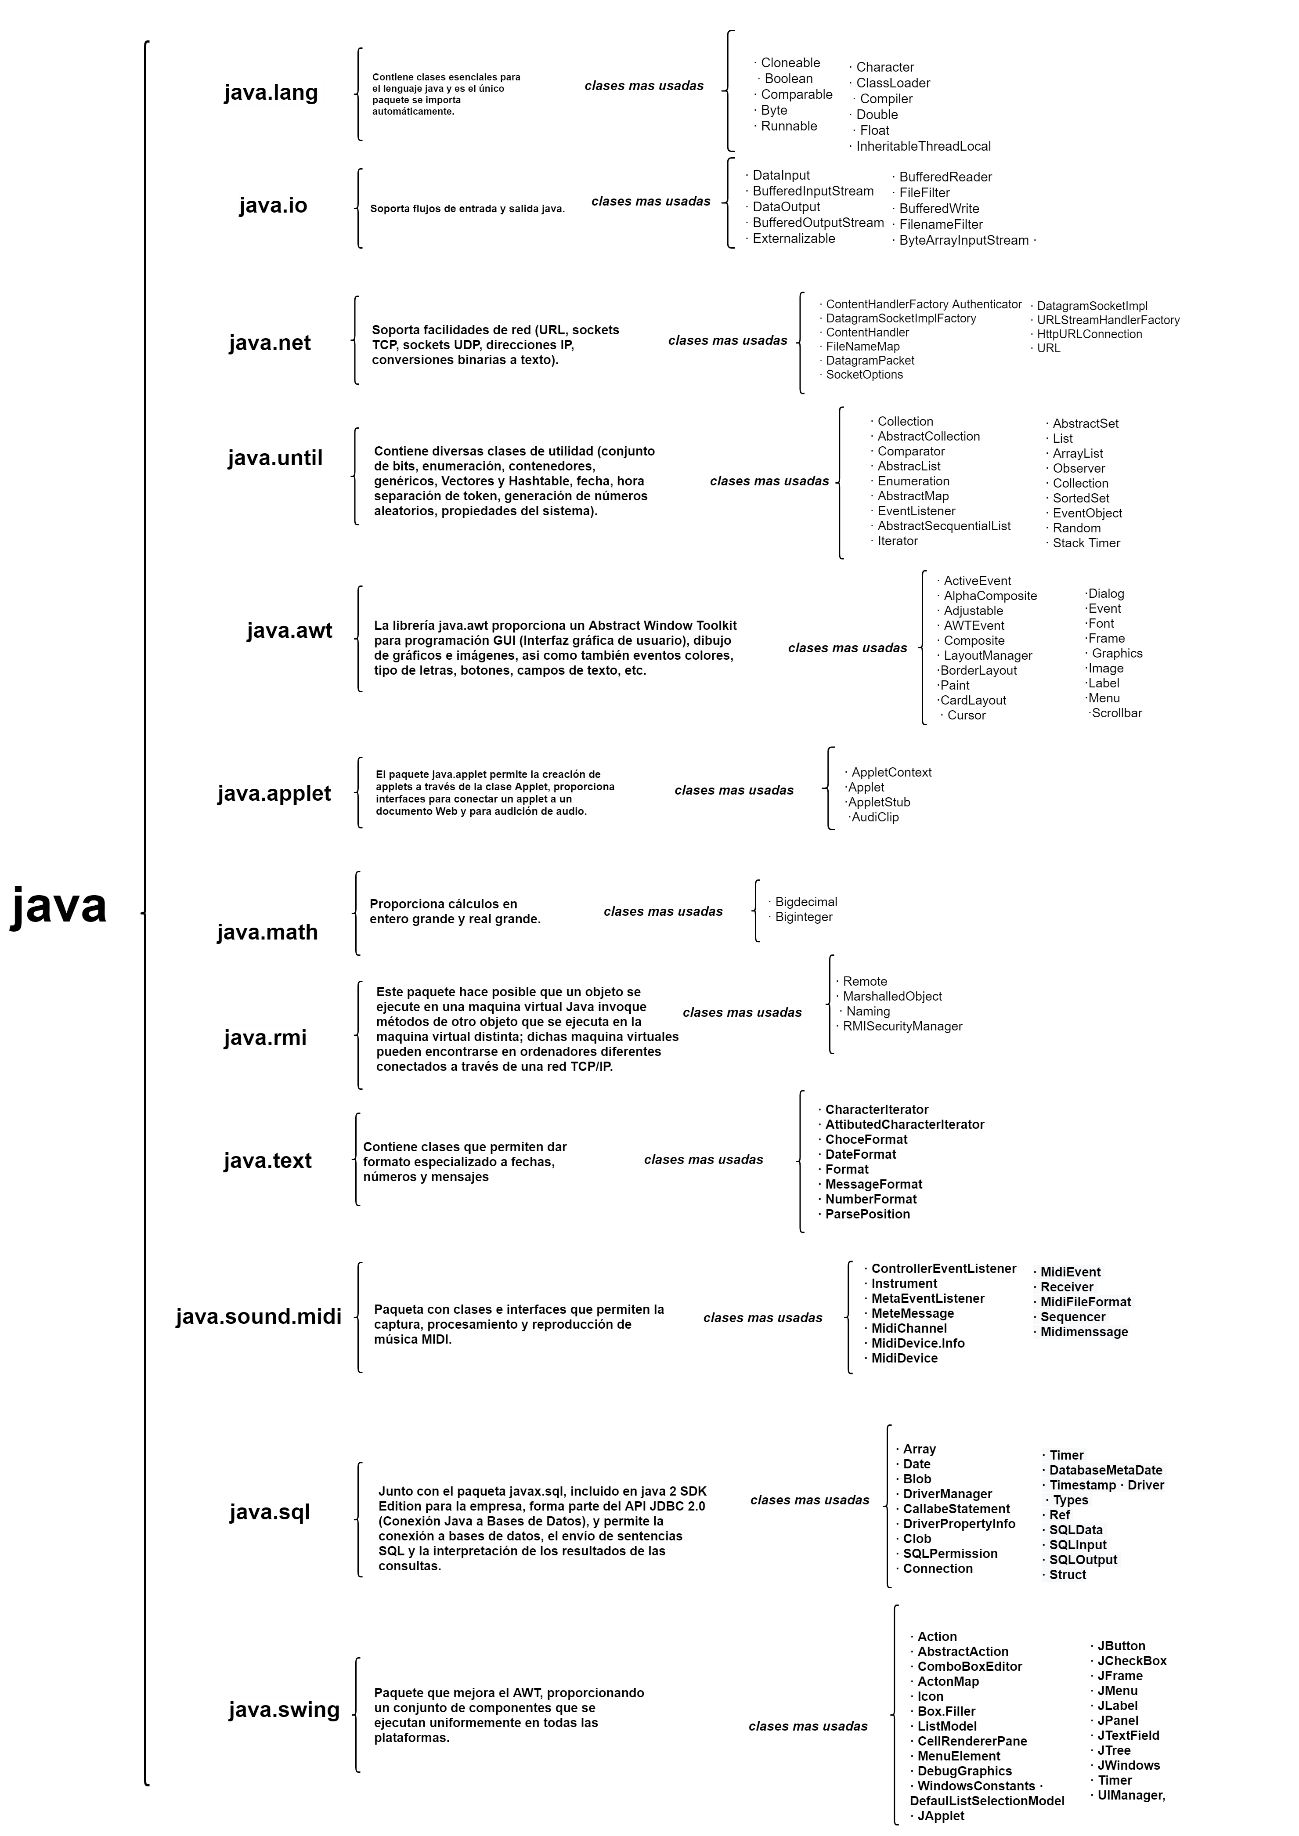 java
java.lang
Contiene clases esenciales para
el lenguaje java y es el único
paquete se importa
automáticamente.
clases mas usadas
· Cloneable
· Boolean
· Comparable
· Byte
· Runnable
· Character
· ClassLoader
· Compiler
· Double
· Float
· InheritableThreadLocal
java.io
Soporta flujos de entrada y salida java.
clases mas usadas
· DataInput
· BufferedInputStream
· DataOutput
· BufferedOutputStream
· Externalizable
· BufferedReader
· FileFilter
· BufferedWrite
· FilenameFilter
· ByteArrayInputStream ·
java.net
Soporta facilidades de red (URL, sockets
TCP, sockets UDP, direcciones IP,
conversiones binarias a texto).
clases mas usadas
· ContentHandlerFactory Authenticator
· DatagramSocketImplFactory
· ContentHandler
· FileNameMap
· DatagramPacket
· SocketOptions
· DatagramSocketImpl
· URLStreamHandlerFactory
· HttpURLConnection
· URL
java.until
Contiene diversas clases de utilidad (conjunto
de bits, enumeración, contenedores,
genéricos, Vectores y Hashtable, fecha, hora
separación de token, generación de números
aleatorios, propiedades del sistema).
clases mas usadas
· Collection
· AbstractCollection
· Comparator
· AbstracList
· Enumeration
· AbstractMap
· EventListener
· AbstractSecquentialList
· Iterator
· AbstractSet
· List
· ArrayList
· Observer
· Collection
· SortedSet
· EventObject
· Random
· Stack Timer
java.awt
La librería java.awt proporciona un Abstract Window Toolkit
para programación GUI (Interfaz gráfica de usuario), dibujo
de gráficos e imágenes, asi como también eventos colores,
tipo de letras, botones, campos de texto, etc.
clases mas usadas
· ActiveEvent
· AlphaComposite
· Adjustable
· AWTEvent
· Composite
· LayoutManager
·BorderLayout
·Paint
·CardLayout
· Cursor
·Dialog
·Event
·Font
·Frame
· Graphics
·Image
·Label
·Menu
·Scrollbar
java.applet
El paquete java.applet permite la creación de
applets a través de la clase Applet, proporciona
interfaces para conectar un applet a un
documento Web y para audición de audio.
clases mas usadas
· AppletContext
·Applet
·AppletStub
·AudiClip
java.math
Proporciona cálculos en
entero grande y real grande.
clases mas usadas
· Bigdecimal
· Biginteger
java.rmi
Este paquete hace posible que un objeto se
ejecute en una maquina virtual Java invoque
métodos de otro objeto que se ejecuta en la
maquina virtual distinta; dichas maquina virtuales
pueden encontrarse en ordenadores diferentes
conectados a través de una red TCP/IP.
clases mas usadas
· Remote
· MarshalledObject
· Naming
· RMISecurityManager
java.text
Contiene clases que permiten dar
formato especializado a fechas,
números y mensajes
clases mas usadas
· CharacterIterator
· AttibutedCharacterIterator
· ChoceFormat
· DateFormat
· Format
· MessageFormat
· NumberFormat
· ParsePosition
java.sound.midi
Paqueta con clases e interfaces que permiten la
captura, procesamiento y reproducción de
música MIDI.
clases mas usadas
· ControllerEventListener
· Instrument
· MetaEventListener
· MeteMessage
· MidiChannel
· MidiDevice.Info
· MidiDevice
· MidiEvent
· Receiver
· MidiFileFormat
· Sequencer
· Midimenssage
java.sql
Junto con el paqueta javax.sql, incluido en java 2 SDK
Edition para la empresa, forma parte del API JDBC 2.0
(Conexión Java a Bases de Datos), y permite la
conexión a bases de datos, el envio de sentencias
SQL y la interpretación de los resultados de las
consultas.
clases mas usadas
· Array
· Date
· Blob
· DriverManager
· CallabeStatement
· DriverPropertyInfo
· Clob
· SQLPermission
· Connection
· Timer
· DatabaseMetaDate
· Timestamp · Driver
· Types
· Ref
· SQLData
· SQLInput
· SQLOutput
· Struct
java.swing
Paquete que mejora el AWT, proporcionando
un conjunto de componentes que se
ejecutan uniformemente en todas las
plataformas.
clases mas usadas
· Action
· AbstractAction
· ComboBoxEditor
· ActonMap
· Icon
· Box.Filler
· ListModel
· CellRendererPane
· MenuElement
· DebugGraphics
· WindowsConstants ·
DefaulListSelectionModel
· JApplet
· JButton
· JCheckBox
· JFrame
· JMenu
· JLabel
· JPanel
· JTextField
· JTree
· JWindows
· Timer
· UIManager,